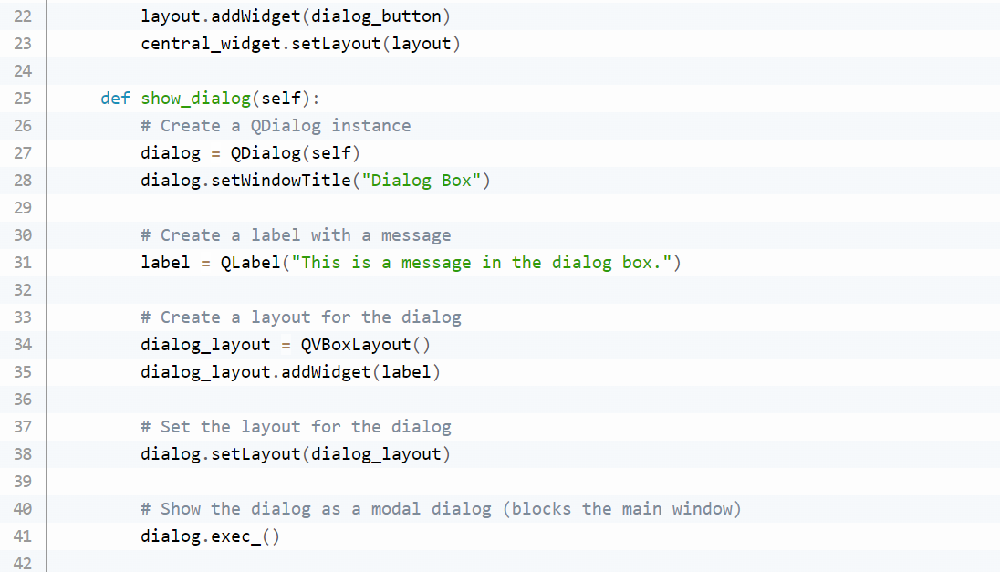 22         layout.addWidget(dialog_button)
23         central_widget.setLayout(layout)
24
25     def show_dialog(self):
26         # Create a QDialog instance
27         dialog = QDialog(self)
28         dialog.setWindowTitle("Dialog Box")
29
30         # Create a label with a message
31         label = QLabel("This is a message in the dialog box.")
32
33         # Create a layout for the dialog
34         dialog_layout = QVBoxLayout()
35         dialog_layout.addWidget(label)
36
37         # Set the layout for the dialog
38         dialog.setLayout(dialog_layout)
39
40         # Show the dialog as a modal dialog (blocks the main window)
41         dialog.exec_()
42